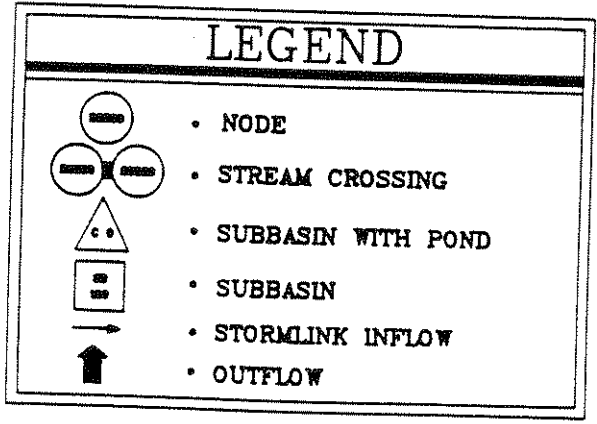 LEGEND
• NODE
• STREAM CROSSING
• SUBBASIN WITH POND
• SUBBASIN
• STORMLINK INFLOW
• OUTFLOW